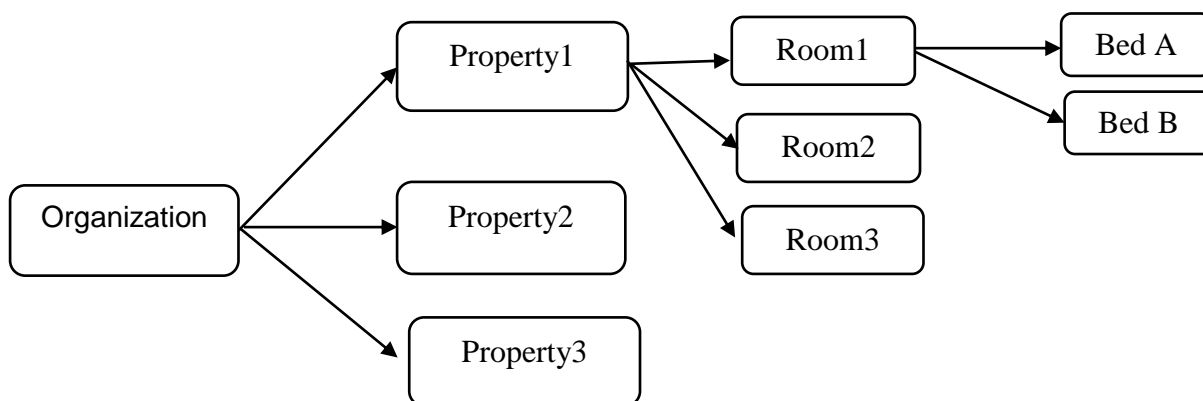 Organization
Property1
Property2
Property3
Room1
Room2
Room3
Bed A
Bed B